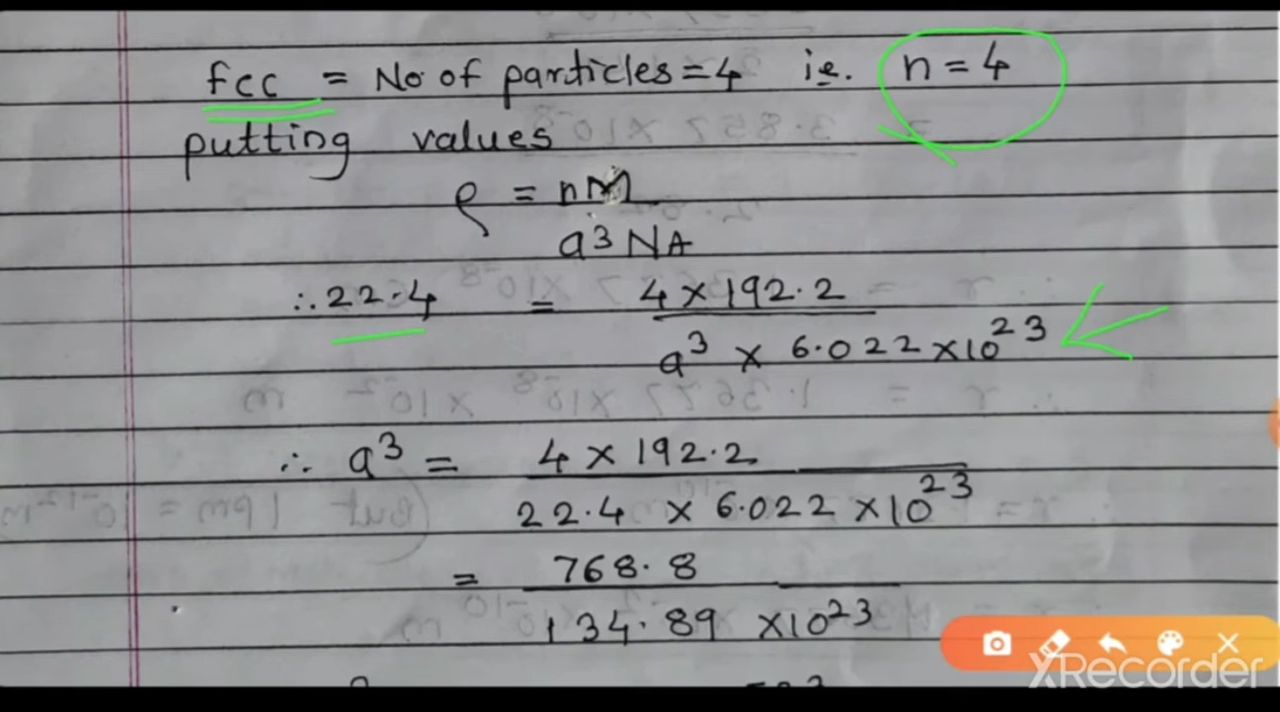 fcc = No of particles = 4 i.e. n = 4
putting values
ρ = nM
a³ NA
∴ 22.4 = 4 × 192.2
a³ × 6.022 × 10²³
∴ a³ = 4 × 192.2
22.4 × 6.022 × 10²³
= 768.8
134.89 × 10²³
XRecorder